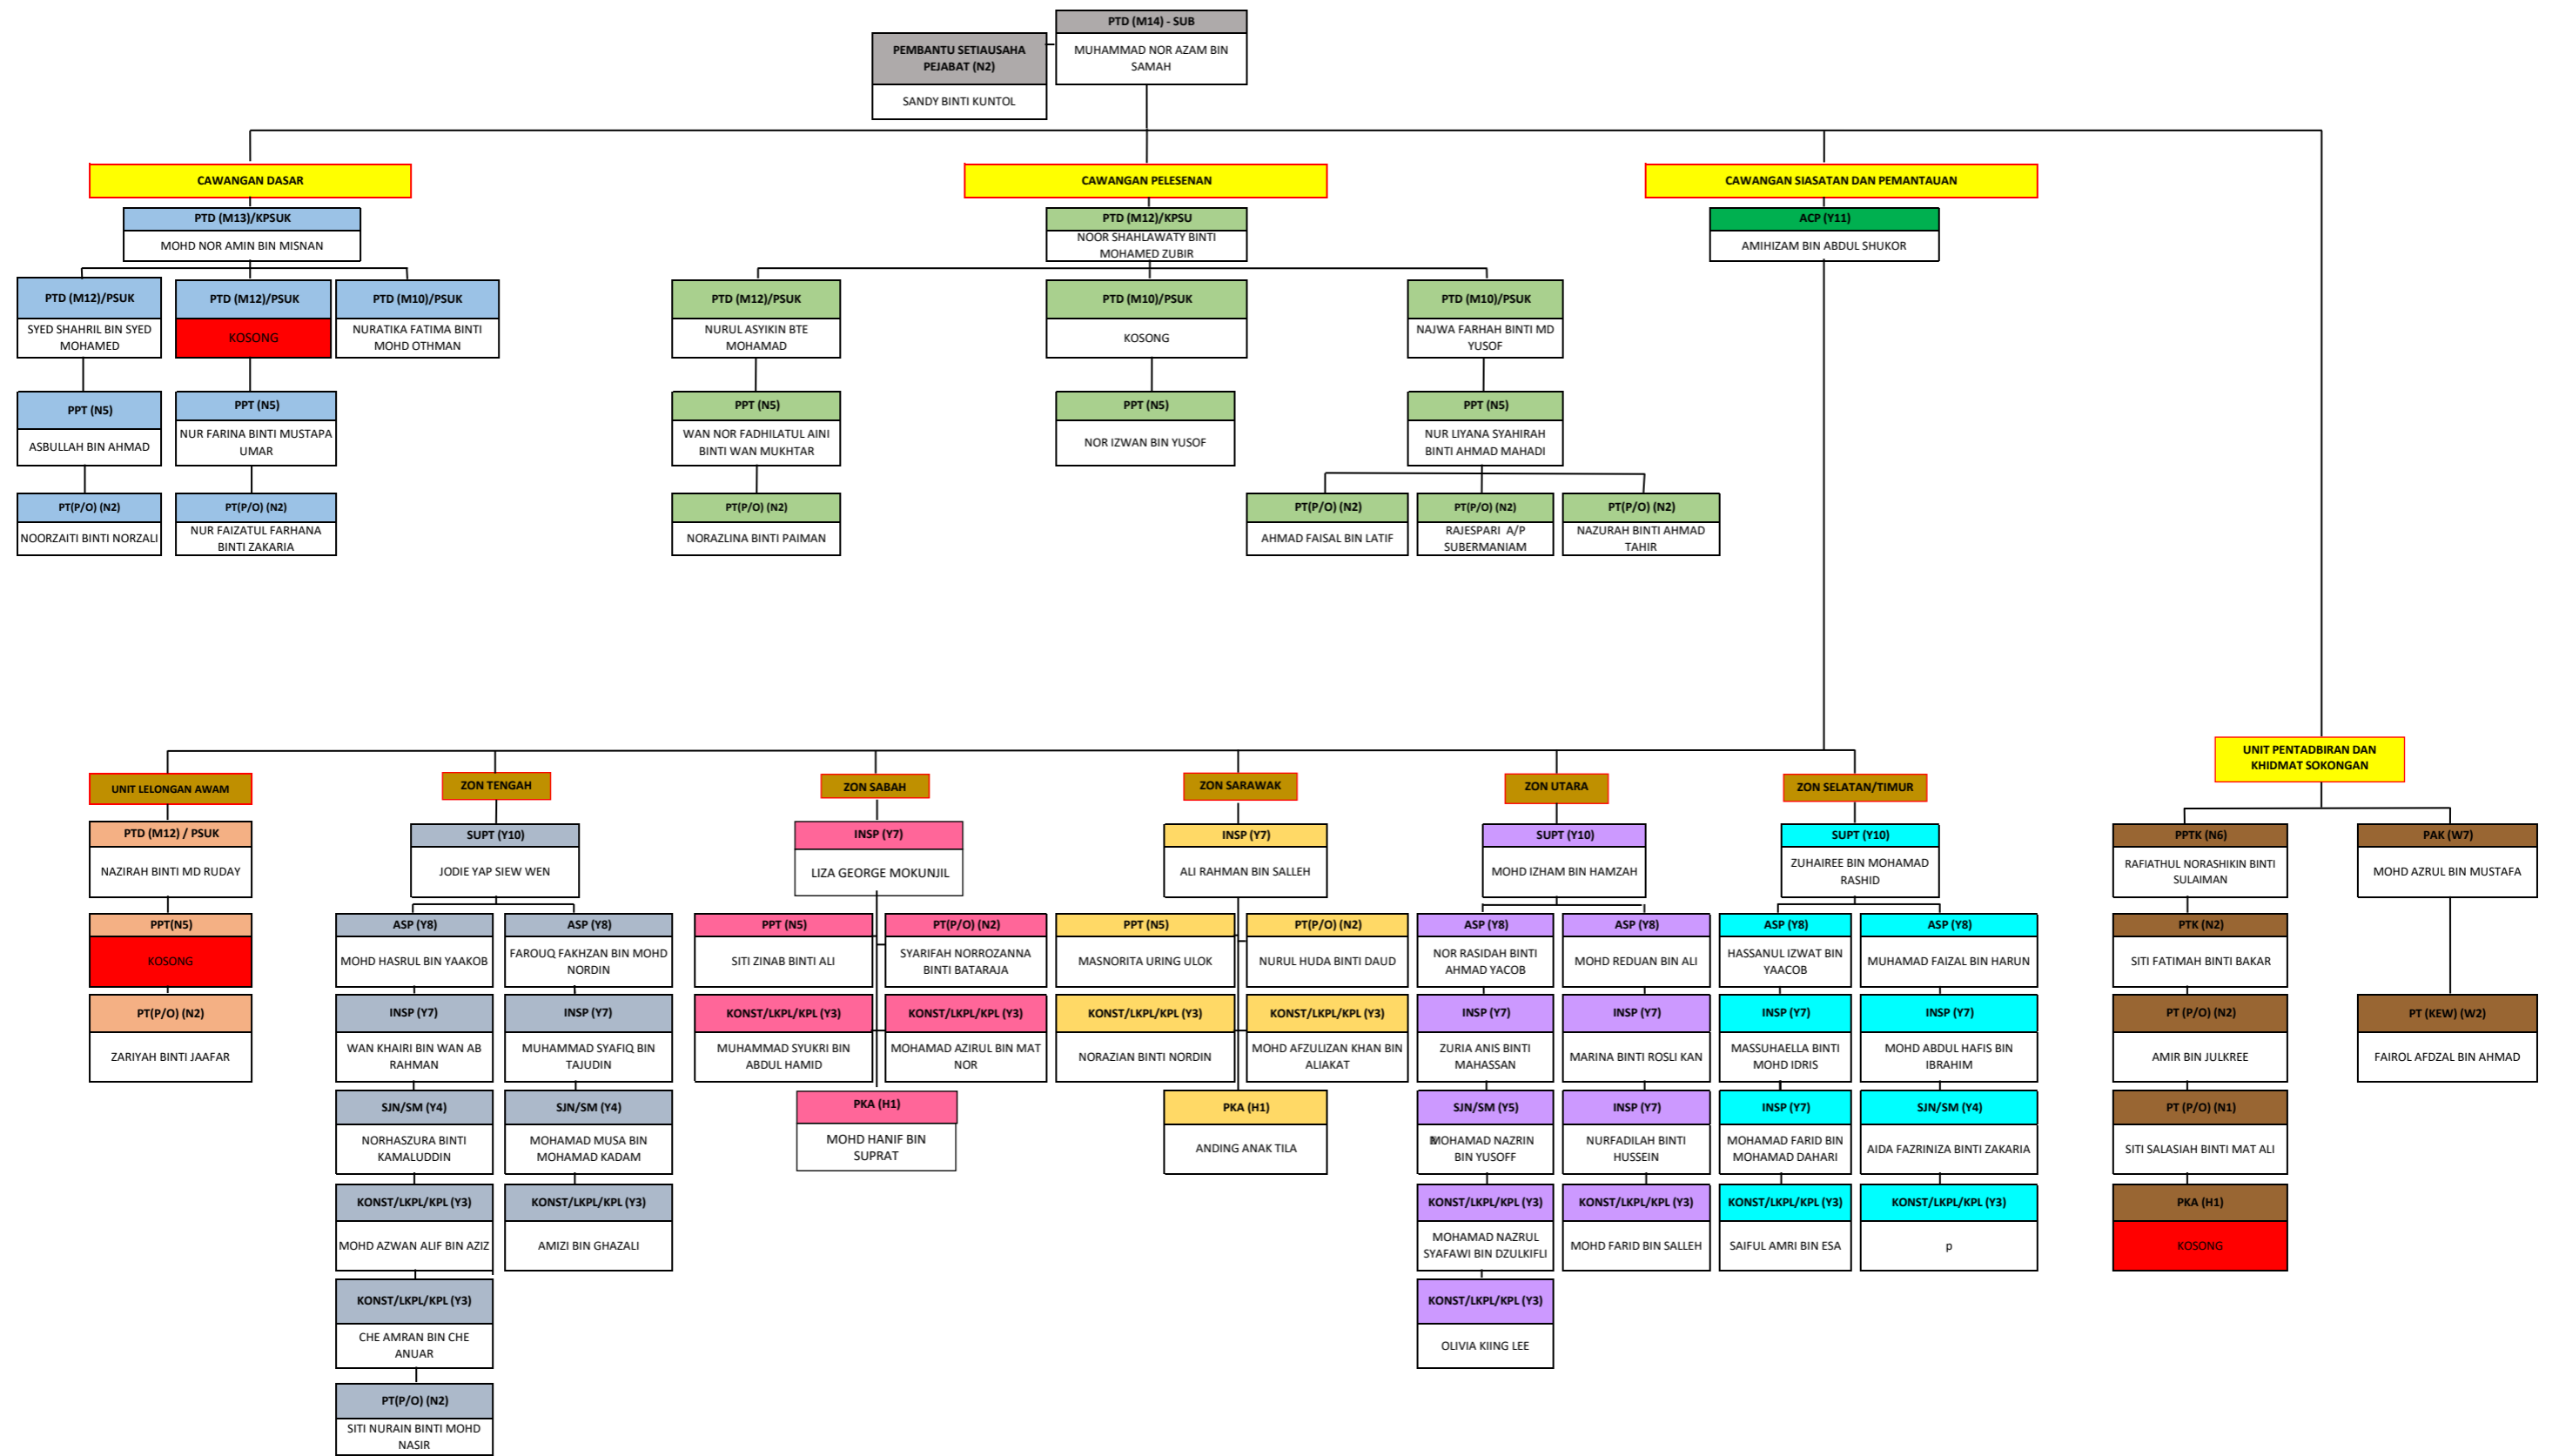 PTD (M14) - SUB
MUHAMMAD NOR AZAM BIN
SAMAH
PEMBANTU SETIAUSAHA
PEJABAT (N2)
SANDY BINTI KUNTOL
CAWANGAN DASAR
PTD (M13)/KPSUK
MOHD NOR AMIN BIN MISNAN
PTD (M12)/PSUK
SYED SHAHRIL BIN SYED
MOHAMED
PTD (M12)/PSUK
KOSONG
PTD (M10)/PSUK
NURATIKA FATIMA BINTI
MOHD OTHMAN
PPT (N5)
ASBULLAH BIN AHMAD
PPT (N5)
NUR FARINA BINTI MUSTAPA
UMAR
PT(P/O) (N2)
NOORZAITI BINTI NORZALI
PT(P/O) (N2)
NUR FAIZATUL FARHANA
BINTI ZAKARIA
CAWANGAN PELESENAN
PTD (M12)/KPSU
NOOR SHAHLAWATY BINTI
MOHAMED ZUBIR
PTD (M12)/PSUK
NURUL ASYIKIN BTE
MOHAMAD
PTD (M10)/PSUK
KOSONG
PTD (M10)/PSUK
NAJWA FARHAH BINTI MD
YUSOF
PPT (N5)
WAN NOR FADHILATUL AINI
BINTI WAN MUKHTAR
PPT (N5)
NOR IZWAN BIN YUSOF
PPT (N5)
NUR LIYANA SYAHIRAH
BINTI AHMAD MAHADI
PT(P/O) (N2)
NORAZLINA BINTI PAIMAN
PT(P/O) (N2)
AHMAD FAISAL BIN LATIF
PT(P/O) (N2)
RAJESPARI  A/P
SUBERMANIAM
PT(P/O) (N2)
NAZURAH BINTI AHMAD
TAHIR
CAWANGAN SIASATAN DAN PEMANTAUAN
ACP (Y11)
AMIHIZAM BIN ABDUL SHUKOR
UNIT LELONGAN AWAM
PTD (M12) / PSUK
NAZIRAH BINTI MD RUDAY
PPT(N5)
KOSONG
PT(P/O) (N2)
ZARIYAH BINTI JAAFAR
ZON TENGAH
SUPT (Y10)
JODIE YAP SIEW WEN
ASP (Y8)
MOHD HASRUL BIN YAAKOB
INSP (Y7)
WAN KHAIRI BIN WAN AB
RAHMAN
SJN/SM (Y4)
NORHASZURA BINTI
KAMALUDDIN
KONST/LKPL/KPL (Y3)
MOHD AZWAN ALIF BIN AZIZ
KONST/LKPL/KPL (Y3)
CHE AMRAN BIN CHE
ANUAR
PT(P/O) (N2)
SITI NURAIN BINTI MOHD
NASIR
ASP (Y8)
FAROUQ FAKHZAN BIN MOHD
NORDIN
INSP (Y7)
MUHAMMAD SYAFIQ BIN
TAJUDIN
SJN/SM (Y4)
MOHAMAD MUSA BIN
MOHAMAD KADAM
KONST/LKPL/KPL (Y3)
AMIZI BIN GHAZALI
ZON SABAH
INSP (Y7)
LIZA GEORGE MOKUNJIL
PPT (N5)
SITI ZINAB BINTI ALI
PT(P/O) (N2)
SYARIFAH NORROZANNA
BINTI BATARAJA
KONST/LKPL/KPL (Y3)
MUHAMMAD SYUKRI BIN
ABDUL HAMID
KONST/LKPL/KPL (Y3)
MOHAMAD AZIRUL BIN MAT
NOR
PKA (H1)
MOHD HANIF BIN
SUPRAT
ZON SARAWAK
INSP (Y7)
ALI RAHMAN BIN SALLEH
PPT (N5)
MASNORITA URING ULOK
PT(P/O) (N2)
NURUL HUDA BINTI DAUD
KONST/LKPL/KPL (Y3)
NORAZIAN BINTI NORDIN
KONST/LKPL/KPL (Y3)
MOHD AFZULIZAN KHAN BIN
ALIAKAT
PKA (H1)
ANDING ANAK TILA
ZON UTARA
SUPT (Y10)
MOHD IZHAM BIN HAMZAH
ASP (Y8)
NOR RASIDAH BINTI
AHMAD YACOB
INSP (Y7)
ZURIA ANIS BINTI
MAHASSAN
SJN/SM (Y5)
MOHAMAD NAZRIN
BIN YUSOFF
KONST/LKPL/KPL (Y3)
MOHAMAD NAZRUL
SYAFAWI BIN DZULKIFLI
KONST/LKPL/KPL (Y3)
OLIVIA KIING LEE
ASP (Y8)
MOHD REDUAN BIN ALI
INSP (Y7)
MARINA BINTI ROSLI KAN
INSP (Y7)
NURFADILAH BINTI
HUSSEIN
KONST/LKPL/KPL (Y3)
MOHD FARID BIN SALLEH
ZON SELATAN/TIMUR
SUPT (Y10)
ZUHAIREE BIN MOHAMAD
RASHID
ASP (Y8)
HASSANUL IZWAT BIN
YAACOB
INSP (Y7)
MASSUHAELLA BINTI
MOHD IDRIS
INSP (Y7)
MOHAMAD FARID BIN
MOHAMAD DAHARI
KONST/LKPL/KPL (Y3)
SAIFUL AMRI BIN ESA
ASP (Y8)
MUHAMAD FAIZAL BIN HARUN
INSP (Y7)
MOHD ABDUL HAFIS BIN
IBRAHIM
SJN/SM (Y4)
AIDA FAZRINIZA BINTI ZAKARIA
KONST/LKPL/KPL (Y3)
p
UNIT PENTADBIRAN DAN
KHIDMAT SOKONGAN
PPTK (N6)
RAFIATHUL NORASHIKIN BINTI
SULAIMAN
PTK (N2)
SITI FATIMAH BINTI BAKAR
PT (P/O) (N2)
AMIR BIN JULKREE
PT (P/O) (N1)
SITI SALASIAH BINTI MAT ALI
PKA (H1)
KOSONG
PAK (W7)
MOHD AZRUL BIN MUSTAFA
PT (KEW) (W2)
FAIROL AFDZAL BIN AHMAD